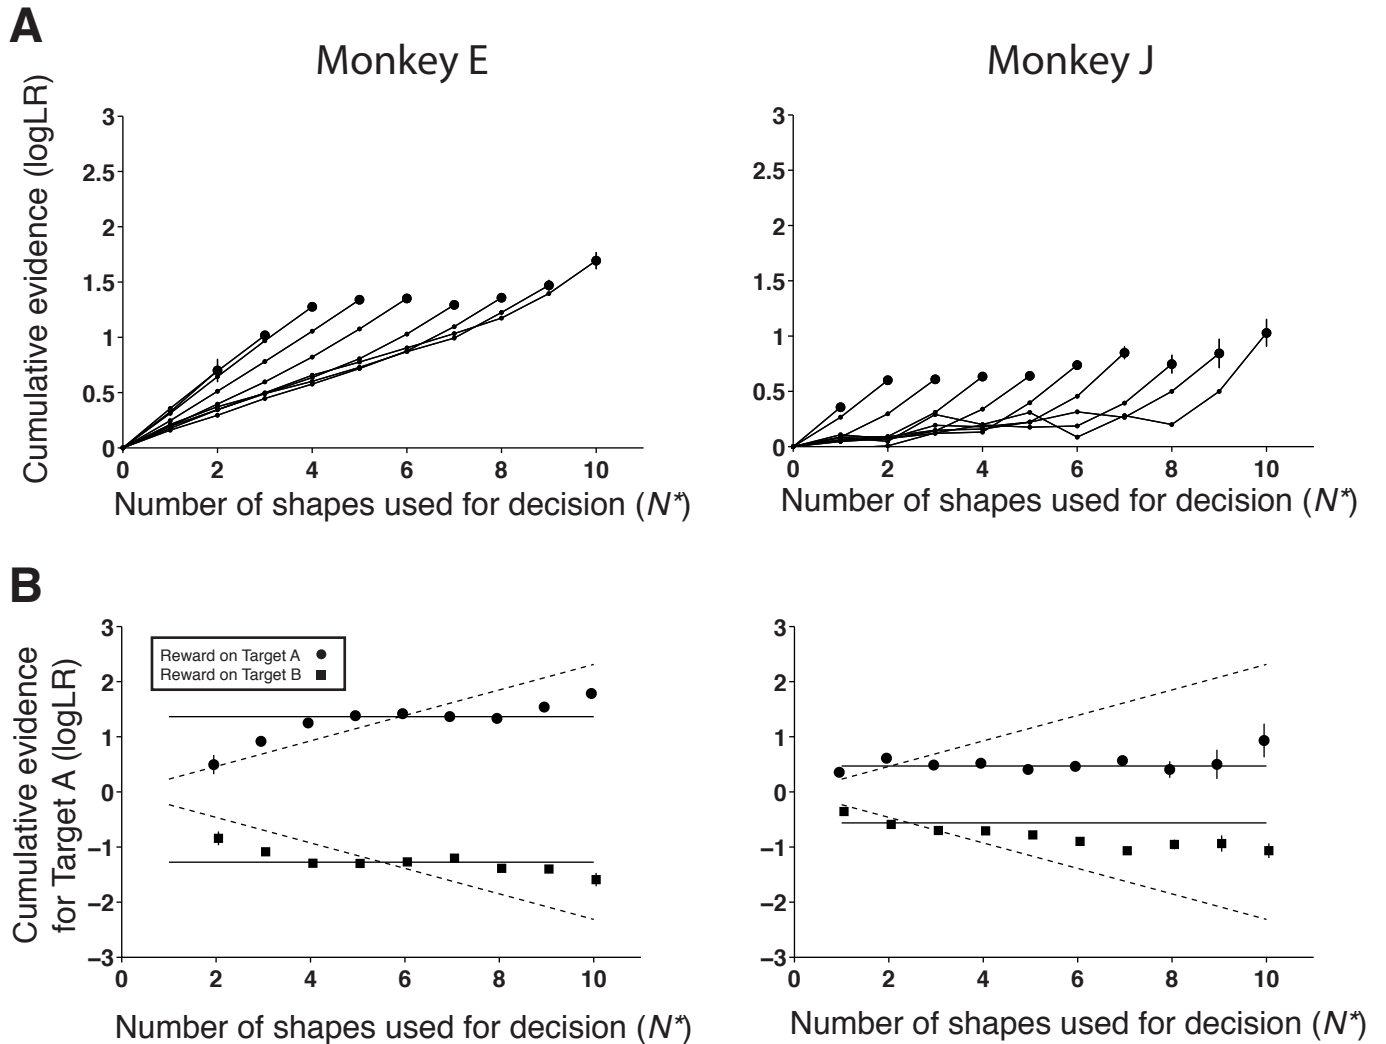 A
Monkey E
Monkey J
Cumulative evidence (logLR)
3
2.5
2
1.5
1
0.5
0
0 2 4 6 8 10
Number of shapes used for decision (N*)
3
2.5
2
1.5
1
0.5
0
0 2 4 6 8 10
Number of shapes used for decision (N*)
B
Cumulative evidence
for Target A (logLR)
3
2
1
0
−1
−2
−3
Reward on Target A
Reward on Target B
0 2 4 6 8 10
Number of shapes used for decision (N*)
3
2
1
0
−1
−2
−3
0 2 4 6 8 10
Number of shapes used for decision (N*)